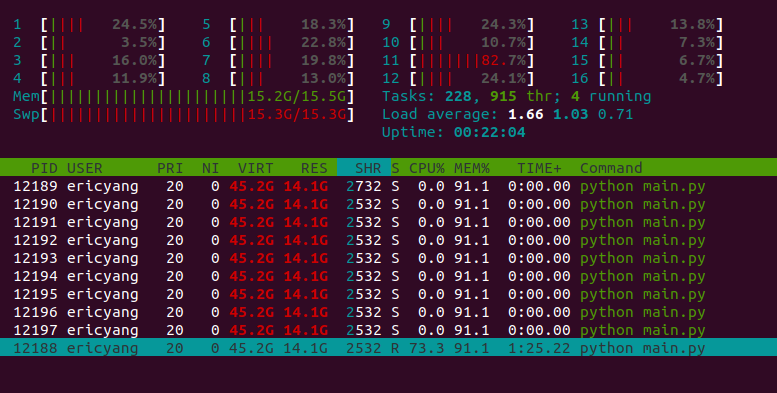 1 [|||| 24.5%] 5 [||| 18.3%] 9 [|||| 24.3%] 13 [||| 13.8%]
2 [|| 3.5%] 6 [|||| 22.8%] 10 [||| 10.7%] 14 [|| 7.3%]
3 [||| 16.0%] 7 [|||| 19.8%] 11 [||||||||82.7%] 15 [|| 6.7%]
4 [||| 11.9%] 8 [||| 13.0%] 12 [|||| 24.1%] 16 [|| 4.7%]
Mem[||||||||||||||||||||||15.2G/15.5G] Tasks: 228, 915 thr; 4 running
Swp[||||||||||||||||||||||15.3G/15.3G] Load average: 1.66 1.03 0.71
Uptime: 00:22:04
PID USER PRI NI VIRT RES SHR S CPU% MEM% TIME+ Command
12189 ericyang 20 0 45.2G 14.1G 2732 S 0.0 91.1 0:00.00 python main.py
12190 ericyang 20 0 45.2G 14.1G 2532 S 0.0 91.1 0:00.00 python main.py
12191 ericyang 20 0 45.2G 14.1G 2532 S 0.0 91.1 0:00.00 python main.py
12192 ericyang 20 0 45.2G 14.1G 2532 S 0.0 91.1 0:00.00 python main.py
12193 ericyang 20 0 45.2G 14.1G 2532 S 0.0 91.1 0:00.00 python main.py
12194 ericyang 20 0 45.2G 14.1G 2532 S 0.0 91.1 0:00.00 python main.py
12195 ericyang 20 0 45.2G 14.1G 2532 S 0.0 91.1 0:00.00 python main.py
12196 ericyang 20 0 45.2G 14.1G 2532 S 0.0 91.1 0:00.00 python main.py
12197 ericyang 20 0 45.2G 14.1G 2532 S 0.0 91.1 0:00.00 python main.py
12188 ericyang 20 0 45.2G 14.1G 2532 R 73.3 91.1 1:25.22 python main.py